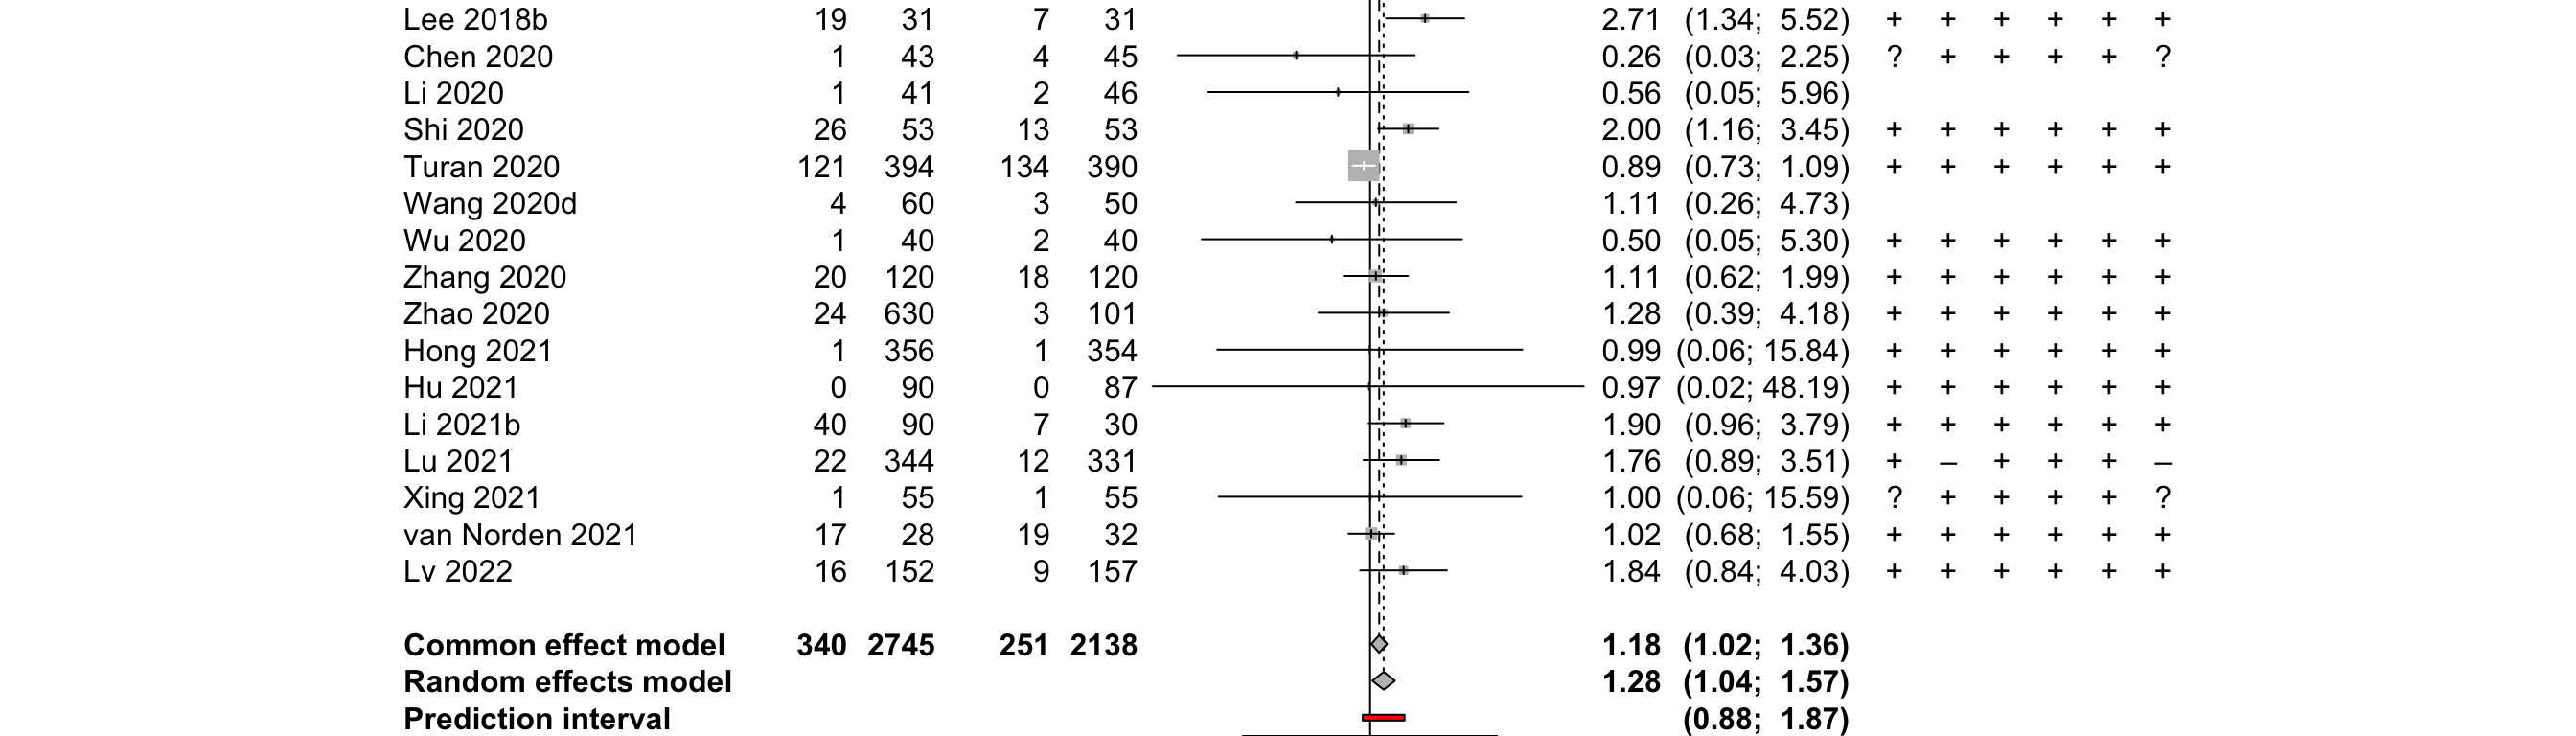 Lee 2018b 19 31 7 31 2.71 (1.34; 5.52) + + + + + +
Chen 2020 1 43 4 45 0.26 (0.03; 2.25) ? + + + + ?
Li 2020 1 41 2 46 0.56 (0.05; 5.96)
Shi 2020 26 53 13 53 2.00 (1.16; 3.45) + + + + + +
Turan 2020 121 394 134 390 0.89 (0.73; 1.09) + + + + + +
Wang 2020d 4 60 3 50 1.11 (0.26; 4.73)
Wu 2020 1 40 2 40 0.50 (0.05; 5.30) + + + + + +
Zhang 2020 20 120 18 120 1.11 (0.62; 1.99) + + + + + +
Zhao 2020 24 630 3 101 1.28 (0.39; 4.18) + + + + + +
Hong 2021 1 356 1 354 0.99 (0.06; 15.84) + + + + + +
Hu 2021 0 90 0 87 0.97 (0.02; 48.19) + + + + + +
Li 2021b 40 90 7 30 1.90 (0.96; 3.79) + + + + + +
Lu 2021 22 344 12 331 1.76 (0.89; 3.51) + – + + + –
Xing 2021 1 55 1 55 1.00 (0.06; 15.59) ? + + + + ?
van Norden 2021 17 28 19 32 1.02 (0.68; 1.55) + + + + + +
Lv 2022 16 152 9 157 1.84 (0.84; 4.03) + + + + + +
Common effect model 340 2745 251 2138 1.18 (1.02; 1.36)
Random effects model 1.28 (1.04; 1.57)
Prediction interval (0.88; 1.87)